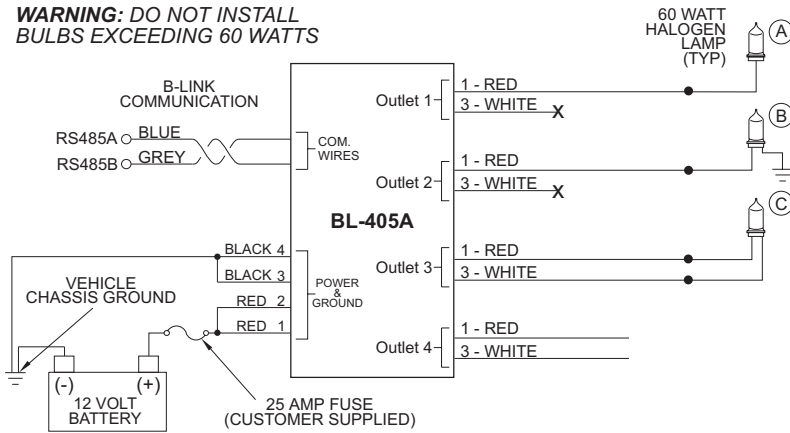 WARNING: DO NOT INSTALL
BULBS EXCEEDING 60 WATTS
60 WATT
HALOGEN
LAMP
(TYP)
A
B
C
B-LINK
COMMUNICATION
RS485A BLUE
RS485B GREY
COM.
WIRES
BL-405A
Outlet 1
1 - RED
3 - WHITE X
Outlet 2
1 - RED
3 - WHITE X
Outlet 3
1 - RED
3 - WHITE
Outlet 4
1 - RED
3 - WHITE
BLACK 4
BLACK 3
RED 2
RED 1
POWER
&
GROUND
VEHICLE
CHASSIS GROUND
(-) (+)
12 VOLT
BATTERY
25 AMP FUSE
(CUSTOMER SUPPLIED)